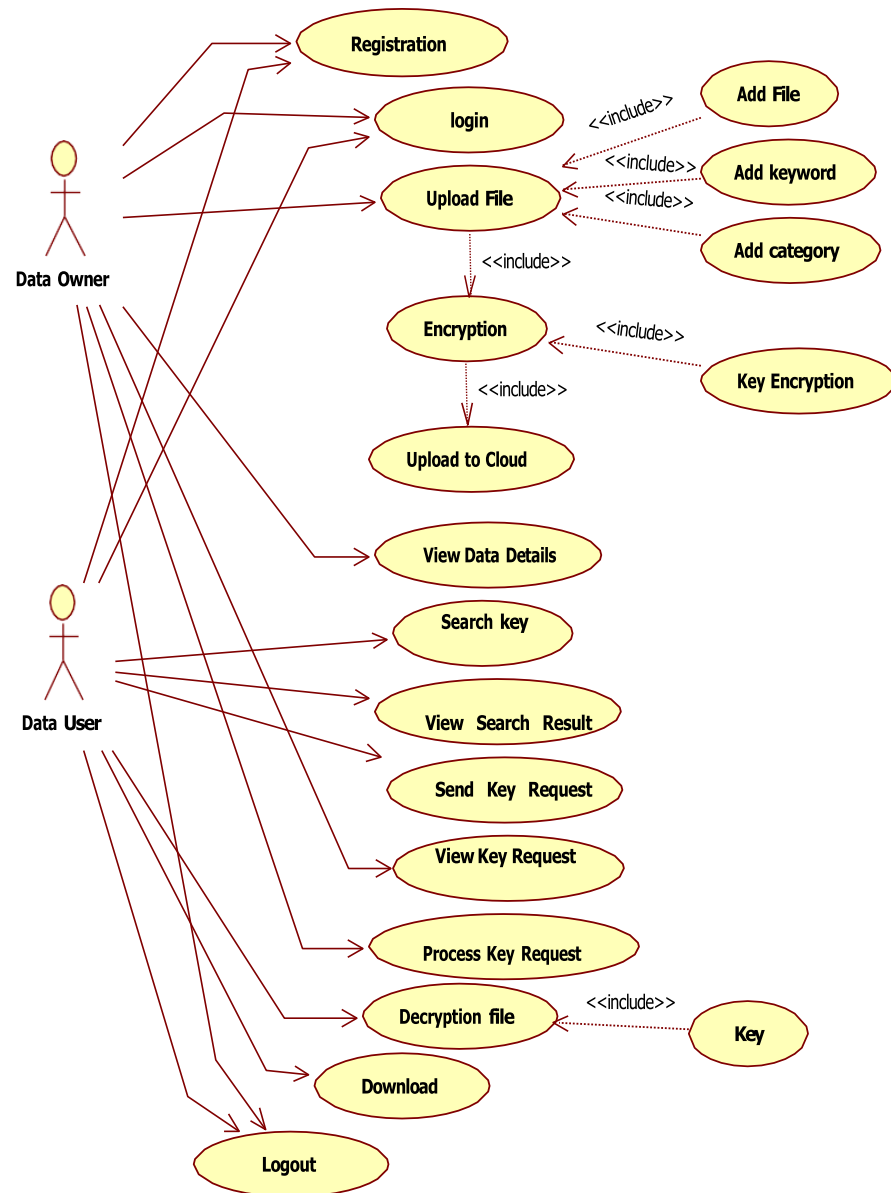 Registration
Add File
<<include>>
login
<<include>>
Add keyword
Upload File
<<include>>
Add category
<<include>>
Data Owner
Encryption
<<include>>
Key Encryption
<<include>>
Upload to Cloud
View Data Details
Search key
Data User
View Search Result
Send Key Request
View Key Request
Process Key Request
<<include>>
Decryption file
Key
Download
Logout